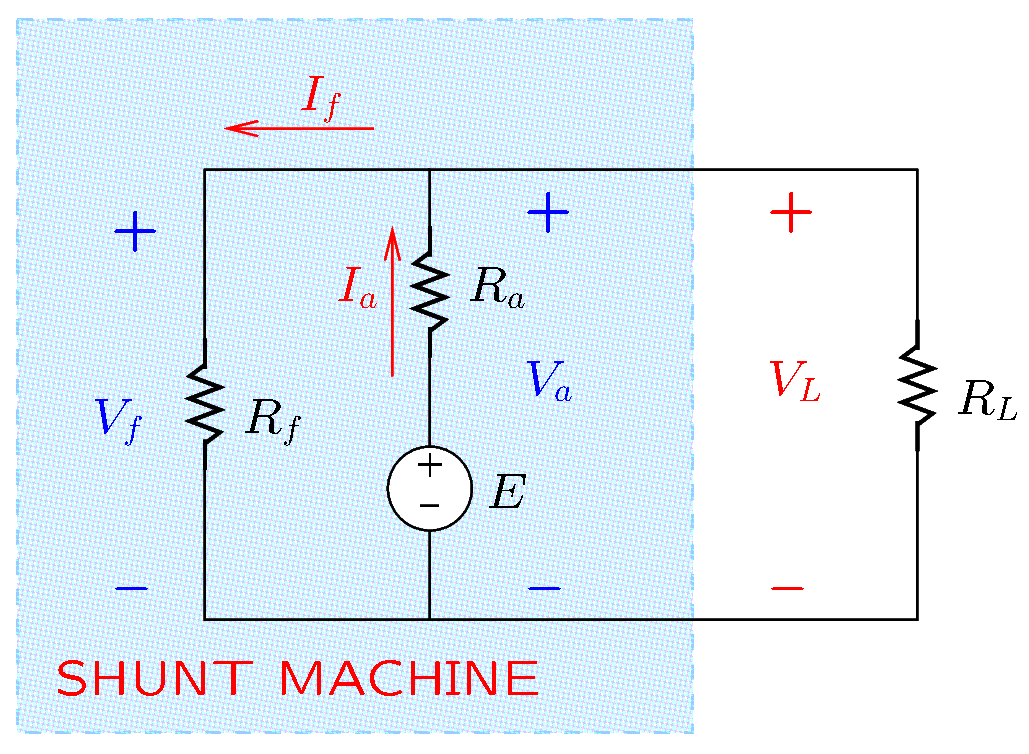 I_f
+ + +
I_a R_a
V_f R_f V_a V_L R_L
+
− E
− − −
SHUNT MACHINE